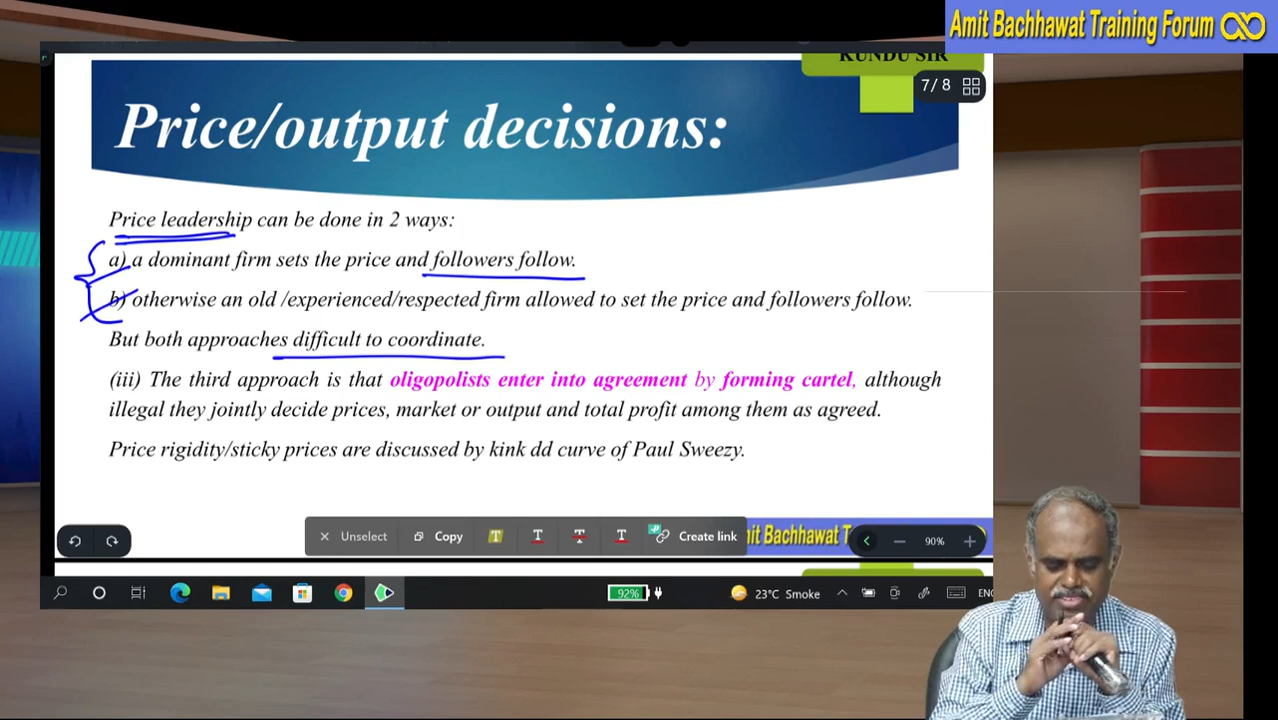 Amit Bachhawat Training Forum
KUNDU SIR
7/ 8
Price/output decisions:
Price leadership can be done in 2 ways:
a) a dominant firm sets the price and followers follow.
b) otherwise an old /experienced/respected firm allowed to set the price and followers follow.
But both approaches difficult to coordinate.
(iii) The third approach is that oligopolists enter into agreement by forming cartel, although
illegal they jointly decide prices, market or output and total profit among them as agreed.
Price rigidity/sticky prices are discussed by kink dd curve of Paul Sweezy.
Unselect Copy T T T T Create link
mit Bachhawat T
90%
92%
23°C Smoke
ENG